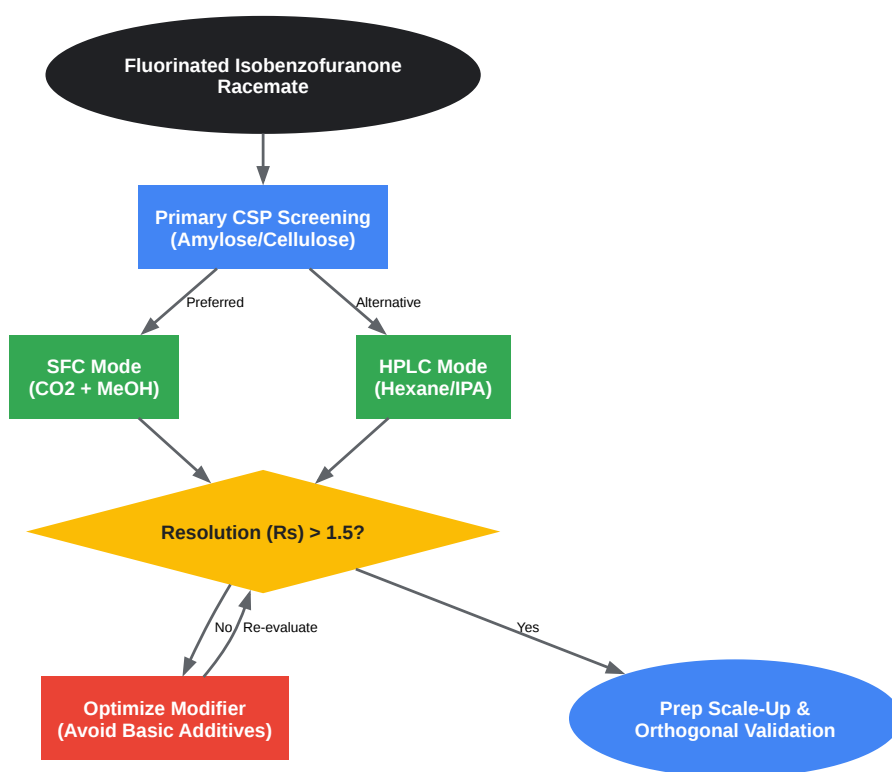 Fluorinated Isobenzofuranone
Racemate
Primary CSP Screening
(Amylose/Cellulose)
Preferred
Alternative
SFC Mode
(CO2 + MeOH)
HPLC Mode
(Hexane/IPA)
Resolution (Rs) > 1.5?
No
Re-evaluate
Yes
Optimize Modifier
(Avoid Basic Additives)
Prep Scale-Up &
Orthogonal Validation